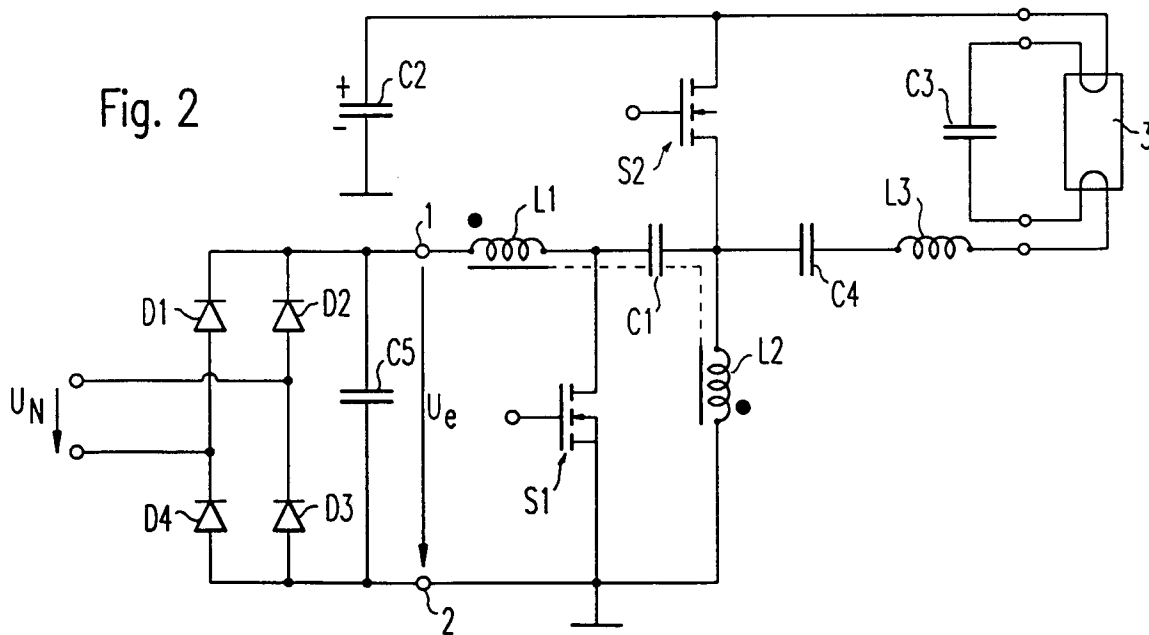 Fig. 2
+
−
C2
S2
C3
3
1
L1
L3
C1
C4
D1
D2
C5
L2
U_N
U_e
S1
D4
D3
2